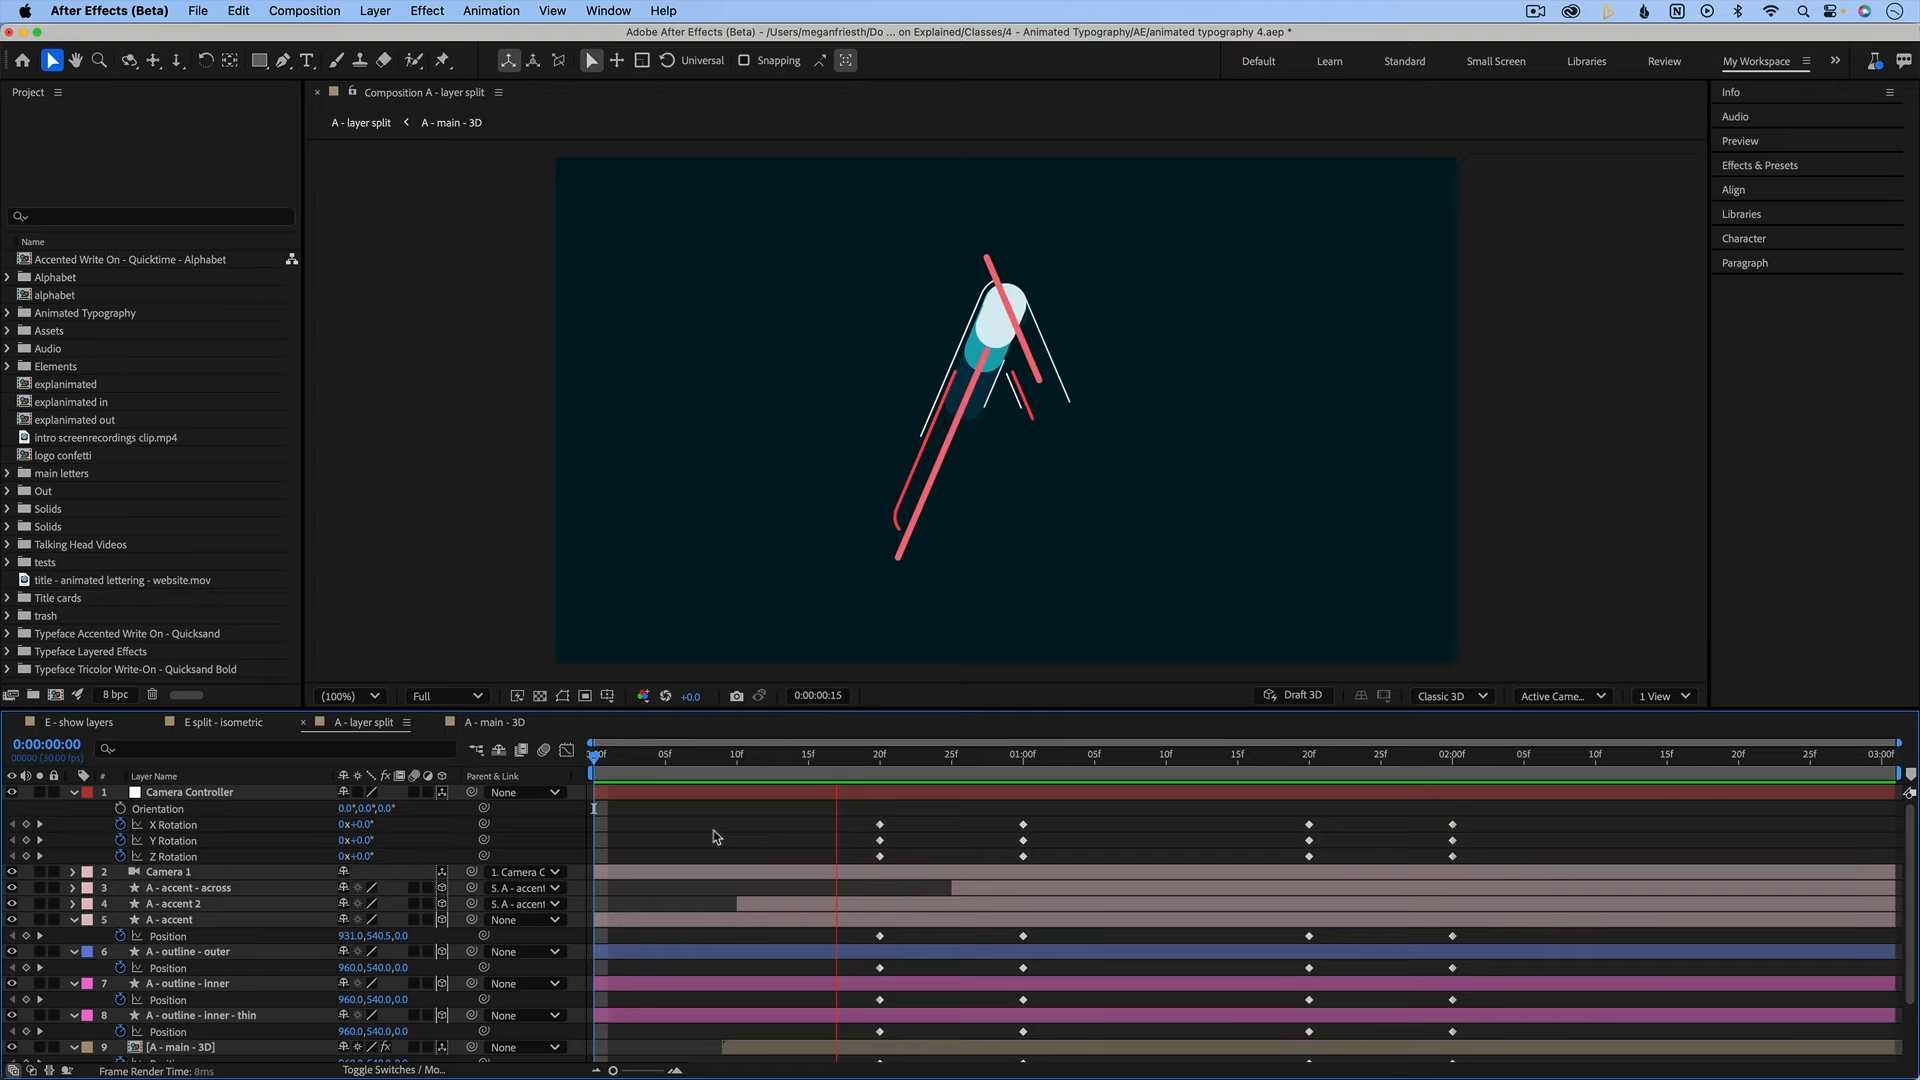 After Effects (Beta) File Edit Composition Layer Effect Animation View Window Help
Adobe After Effects (Beta) - /Users/meganfriesth/Do ... on Explained/Classes/4 - Animated Typography/AE/animated typography 4.aep *
Universal Snapping Default Learn Standard Small Screen Libraries Review My Workspace
Project
Composition A - layer split
A - layer split A - main - 3D
Info
Audio
Preview
Effects & Presets
Align
Libraries
Character
Paragraph
Name
Accented Write On - Quicktime - Alphabet
Alphabet
alphabet
Animated Typography
Assets
Audio
Elements
explanimated
explanimated in
explanimated out
intro screenrecordings clip.mp4
logo confetti
main letters
Out
Solids
Solids
Talking Head Videos
tests
title - animated lettering - website.mov
Title cards
trash
Typeface Accented Write On - Quicksand
Typeface Layered Effects
Typeface Tricolor Write-On - Quicksand Bold
8 bpc
(100%) Full +0.0 0:00:00:15 Draft 3D Classic 3D Active Came... 1 View
E - show layers E split - isometric A - layer split A - main - 3D
0:00:00:00
00000 (30.00 fps)
05f 10f 15f 20f 25f 01:00f 05f 10f 15f 20f 25f 02:00f 05f 10f 15f 20f 25f 03:00f
# Layer Name Parent & Link
1 Camera Controller None
Orientation 0.0°,0.0°,0.0°
X Rotation 0x+0.0°
Y Rotation 0x+0.0°
Z Rotation 0x+0.0°
2 Camera 1 1. Camera C
3 A - accent - across 5. A - accent
4 A - accent 2 5. A - accent
5 A - accent None
Position 931.0,540.5,0.0
6 A - outline - outer None
Position 960.0,540.0,0.0
7 A - outline - inner None
Position 960.0,540.0,0.0
8 A - outline - inner - thin None
Position 960.0,540.0,0.0
9 [A - main - 3D] None
Frame Render Time: 8ms Toggle Switches / Mo...